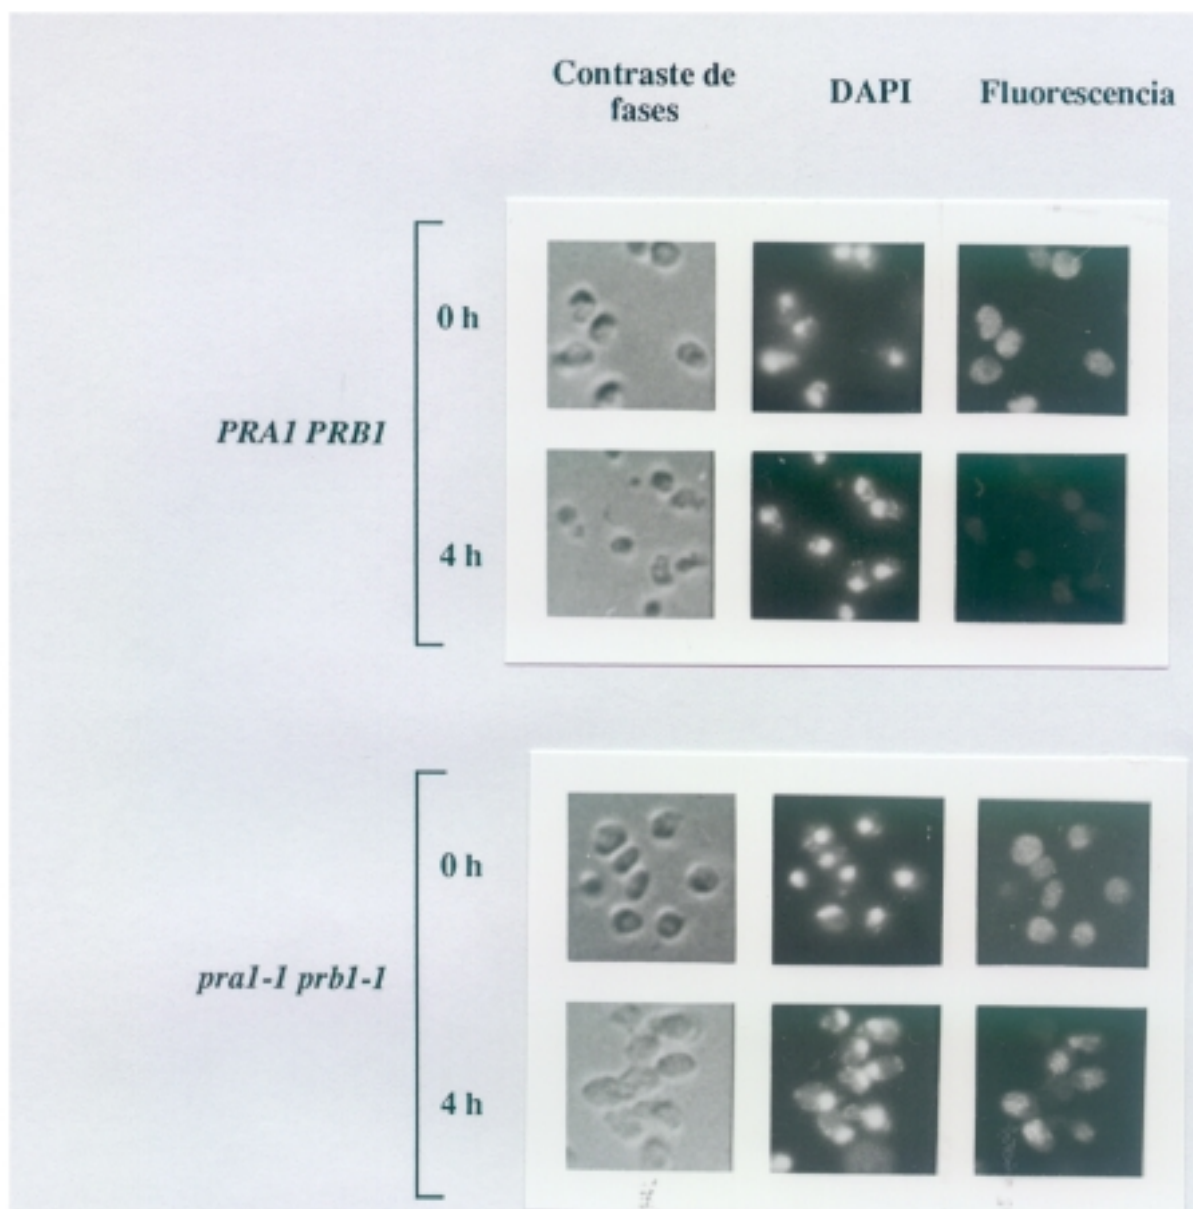 Contraste de
fases
DAPI
Fluorescencia
0 h
PRA1 PRB1
4 h
0 h
pra1-1 prb1-1
4 h